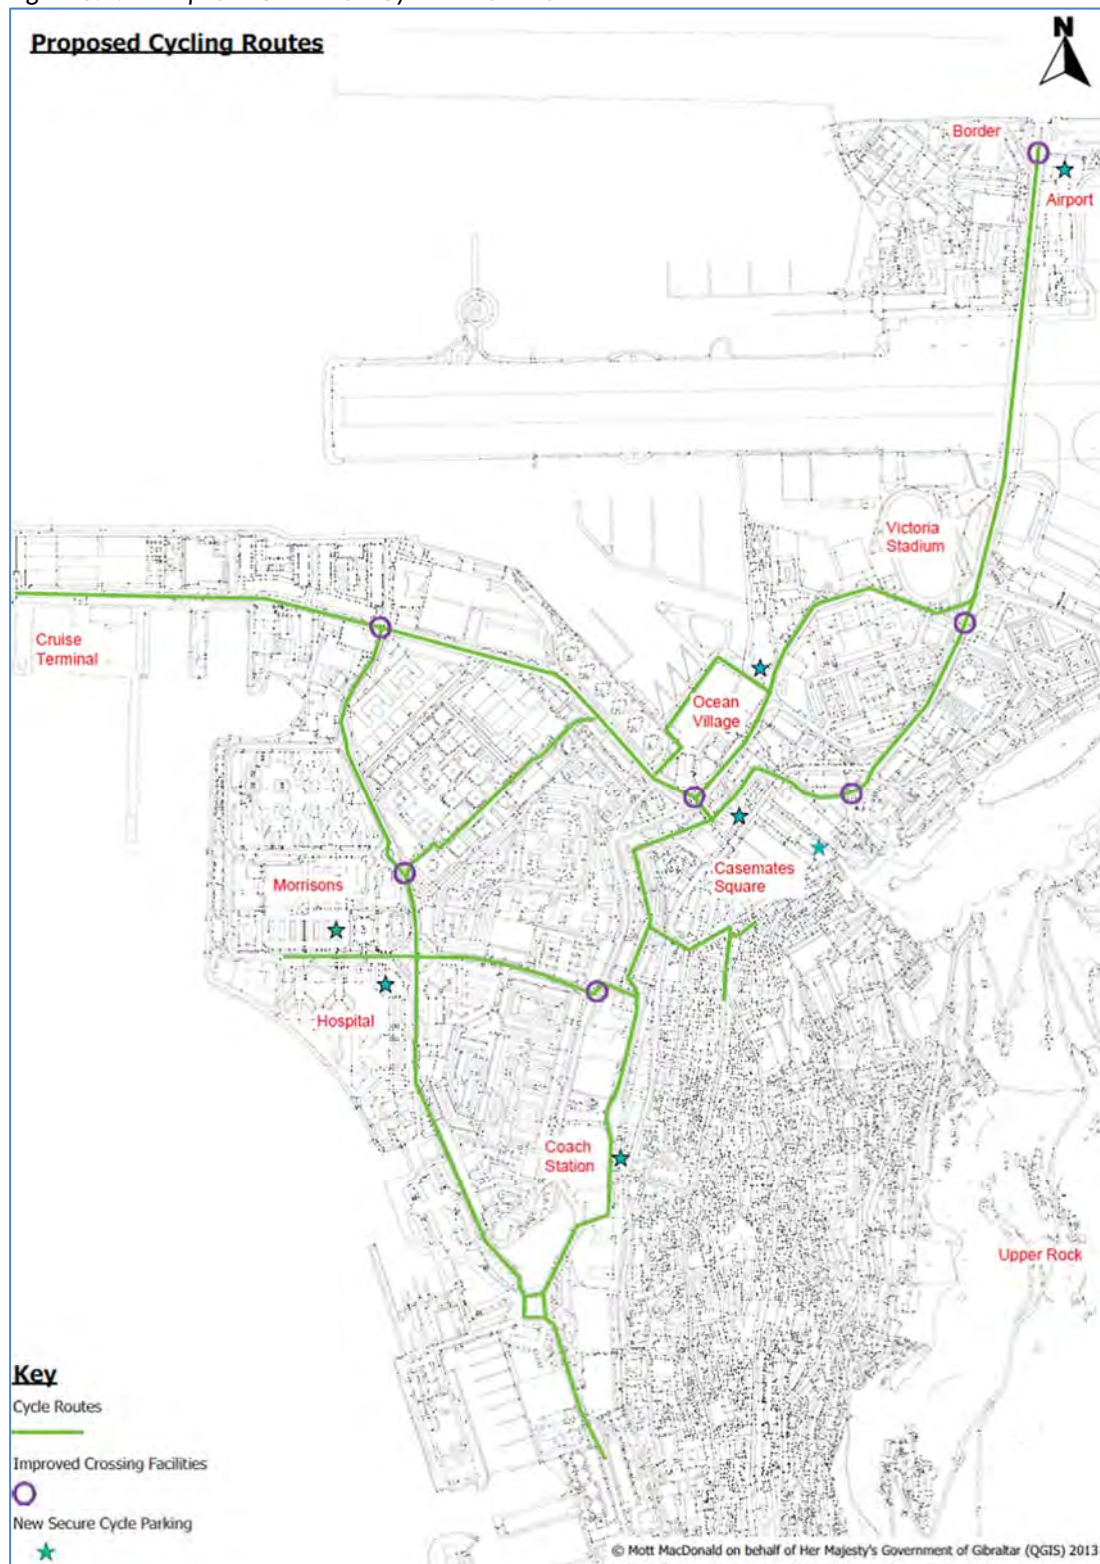 Proposed Cycling Routes
N
Border
Airport
Victoria
Stadium
Cruise
Terminal
Ocean
Village
Casemates
Square
Morrisons
Hospital
Coach
Station
Upper Rock
Key
Cycle Routes
Improved Crossing Facilities
New Secure Cycle Parking
© Mott MacDonald on behalf of Her Majesty's Government of Gibraltar (QGIS) 2013